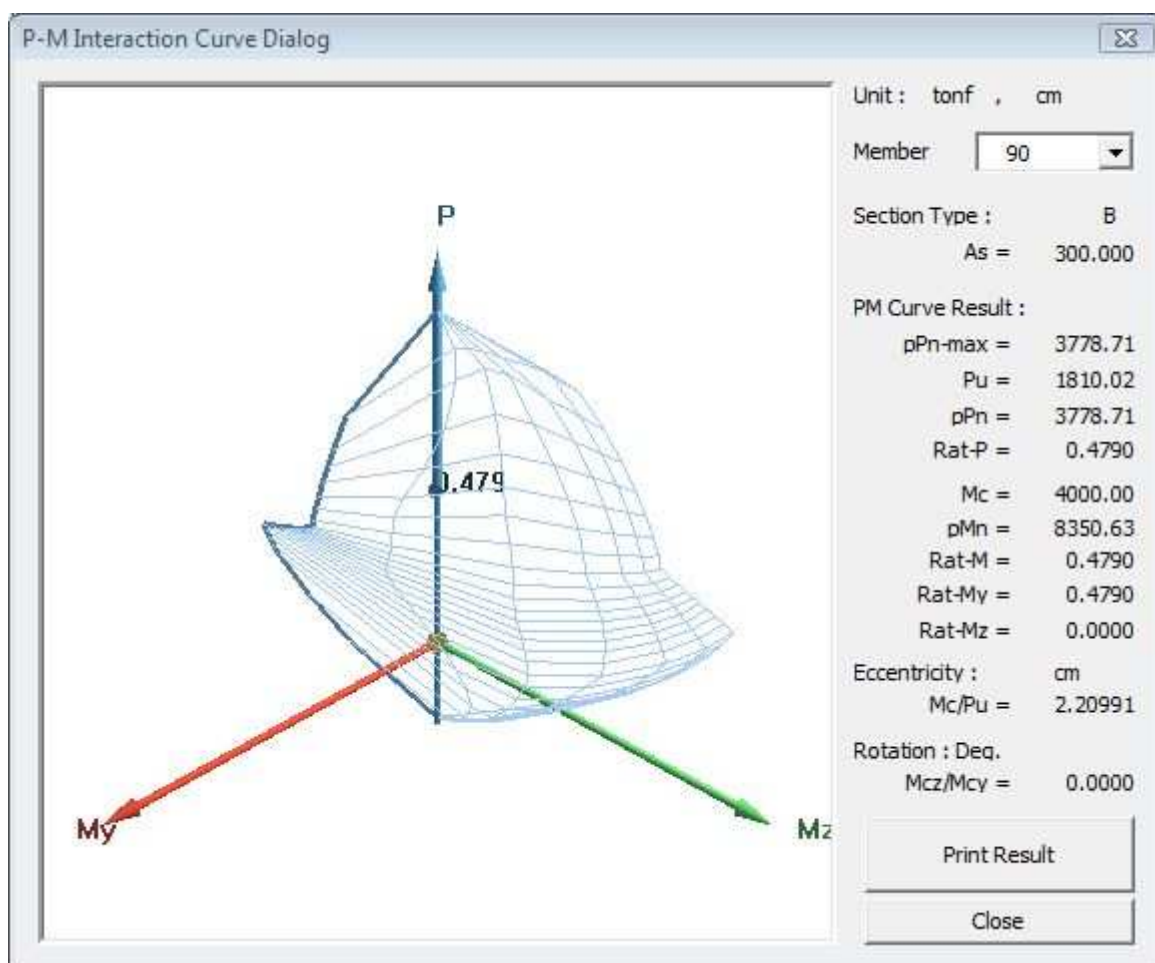 P-M Interaction Curve Dialog
P
0.479
My
Mz
Unit : tonf , cm
Member 90
Section Type : B
As = 300.000
PM Curve Result :
pPn-max = 3778.71
Pu = 1810.02
pPn = 3778.71
Rat-P = 0.4790
Mc = 4000.00
pMn = 8350.63
Rat-M = 0.4790
Rat-My = 0.4790
Rat-Mz = 0.0000
Eccentricity : cm
Mc/Pu = 2.20991
Rotation : Deg.
Mcz/Mcy = 0.0000
Print Result
Close